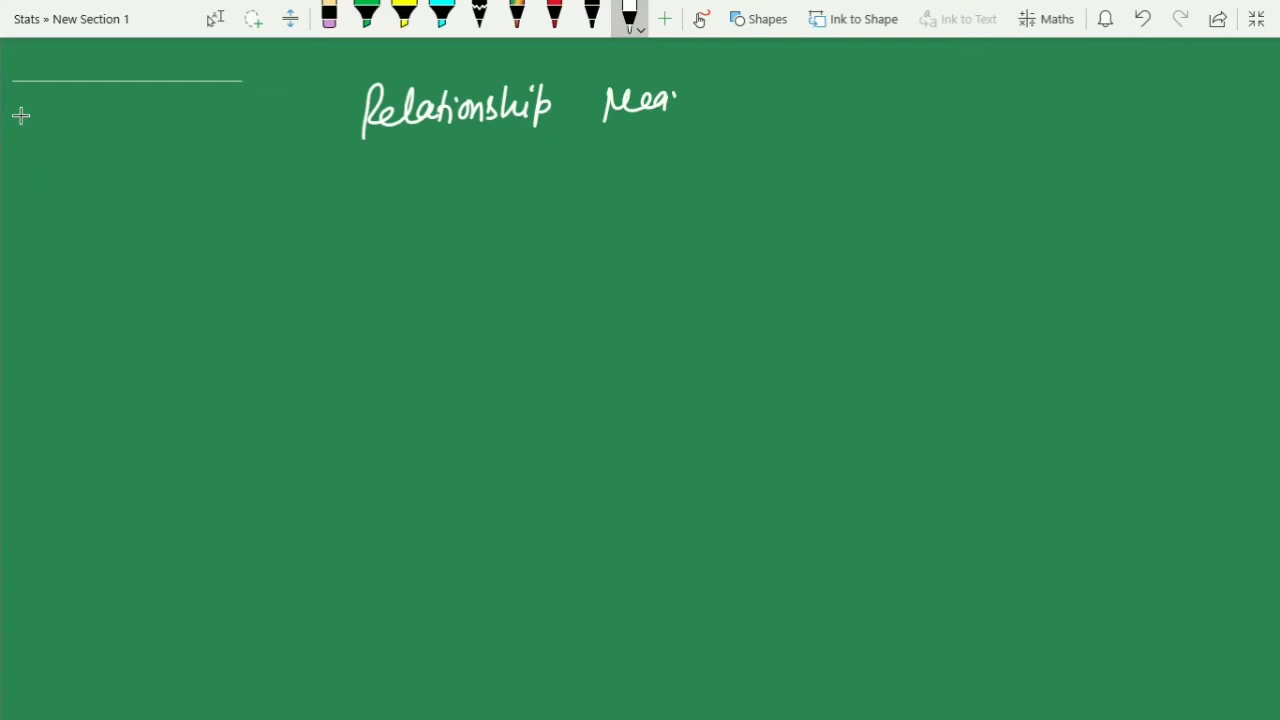 Stats » New Section 1 Shapes Ink to Shape Ink to Text Maths
Relationship Mea